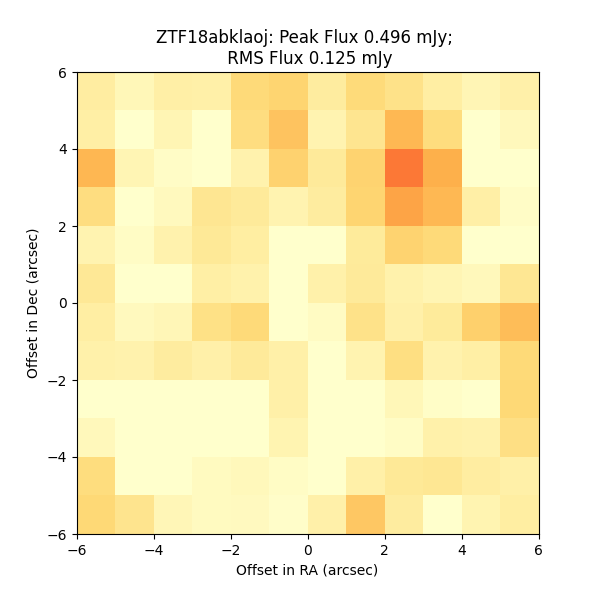 ZTF18abklaoj: Peak Flux 0.496 mJy;
RMS Flux 0.125 mJy
6
4
2
0
−2
−4
−6
Offset in Dec (arcsec)
−6 −4 −2 0 2 4 6
Offset in RA (arcsec)